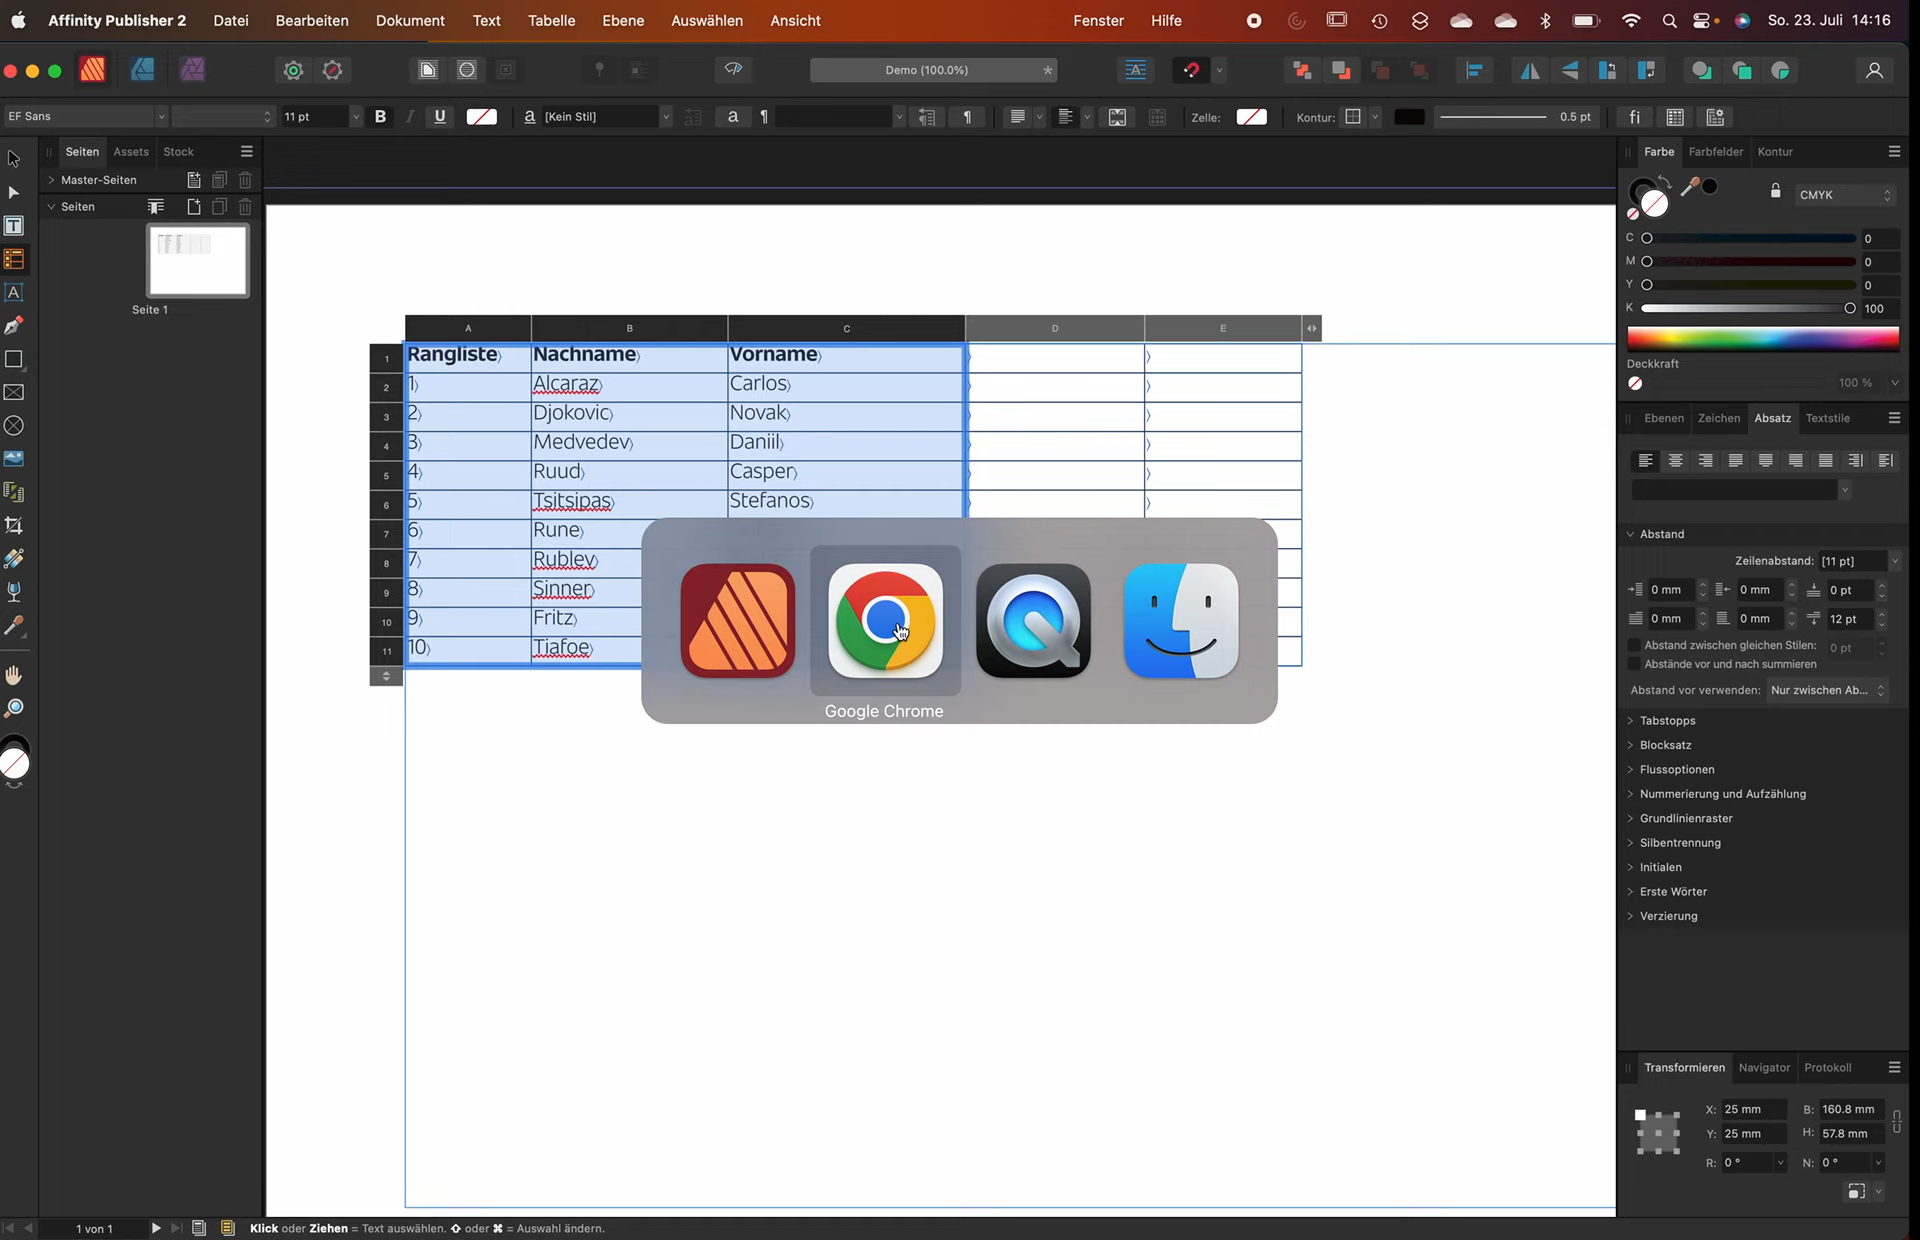 Affinity Publisher 2 Datei Bearbeiten Dokument Text Tabelle Ebene Auswählen Ansicht Fenster Hilfe So. 23. Juli 14:16
Demo (100.0%) *
EF Sans 11 pt B I U a [Kein Stil] a ¶ ¶ Zelle: Kontur: 0.5 pt fi
Seiten Assets Stock
Master-Seiten
Seiten
Seite 1
A B C D E
1 Rangliste Nachname Vorname
2 1 Alcaraz Carlos
3 2 Djokovic Novak
4 3 Medvedev Daniil
5 4 Ruud Casper
6 5 Tsitsipas Stefanos
7 6 Rune
8 7 Rublev
9 8 Sinner
10 9 Fritz
11 10 Tiafoe
Google Chrome
Farbe Farbfelder Kontur
CMYK
C 0
M 0
Y 0
K 100
Deckkraft
100 %
Ebenen Zeichen Absatz Textstile
Abstand
Zeilenabstand: [11 pt]
0 mm 0 mm 0 pt
0 mm 0 mm 12 pt
Abstand zwischen gleichen Stilen: 0 pt
Abstände vor und nach summieren
Abstand vor verwenden: Nur zwischen Ab...
Tabstopps
Blocksatz
Flussoptionen
Nummerierung und Aufzählung
Grundlinienraster
Silbentrennung
Initialen
Erste Wörter
Verzierung
Transformieren Navigator Protokoll
X: 25 mm B: 160.8 mm
Y: 25 mm H: 57.8 mm
R: 0 ° N: 0 °
1 von 1 Klick oder Ziehen = Text auswählen. ⇧ oder ⌘ = Auswahl ändern.